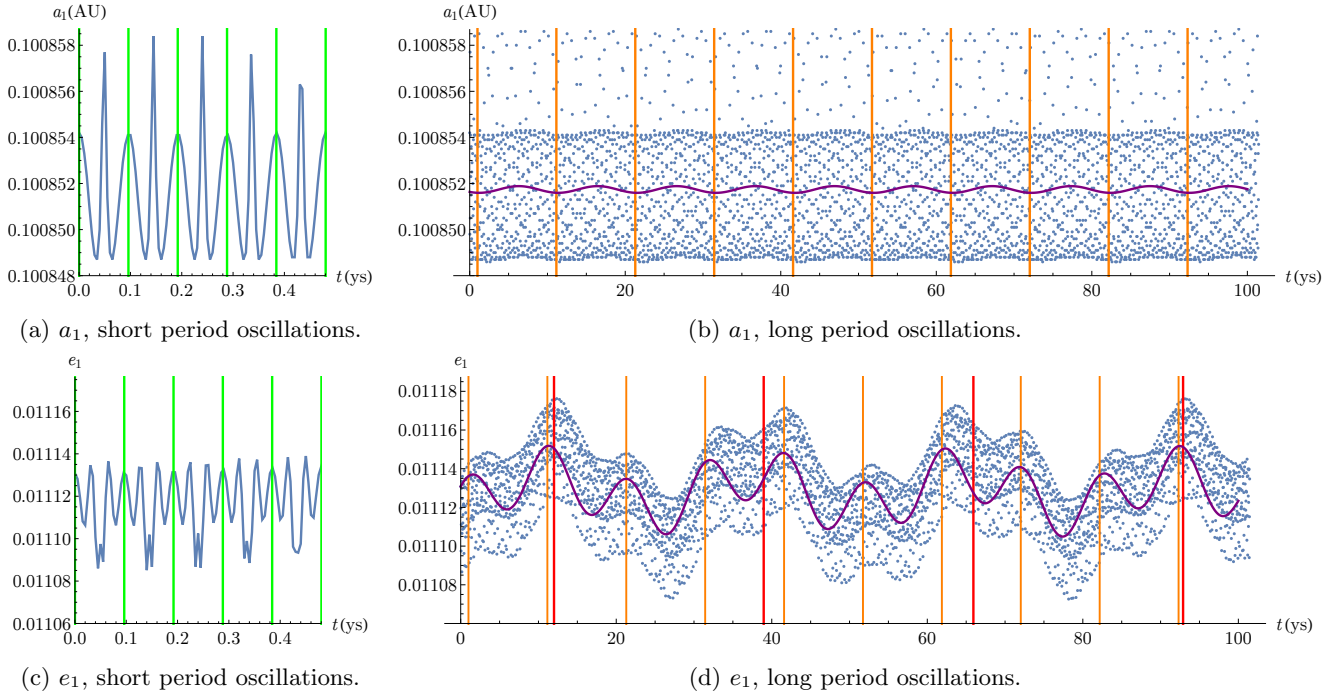 a₁(AU)
0.100858
0.100856
0.100854
0.100852
0.100850
0.100848
0.0 0.1 0.2 0.3 0.4 t(ys)
(a) a₁, short period oscillations.
a₁(AU)
0.100858
0.100856
0.100854
0.100852
0.100850
0 20 40 60 80 100 t(ys)
(b) a₁, long period oscillations.
e₁
0.01116
0.01114
0.01112
0.01110
0.01108
0.01106
0.0 0.1 0.2 0.3 0.4 t(ys)
(c) e₁, short period oscillations.
e₁
0.01118
0.01116
0.01114
0.01112
0.01110
0.01108
0 20 40 60 80 100 t(ys)
(d) e₁, long period oscillations.